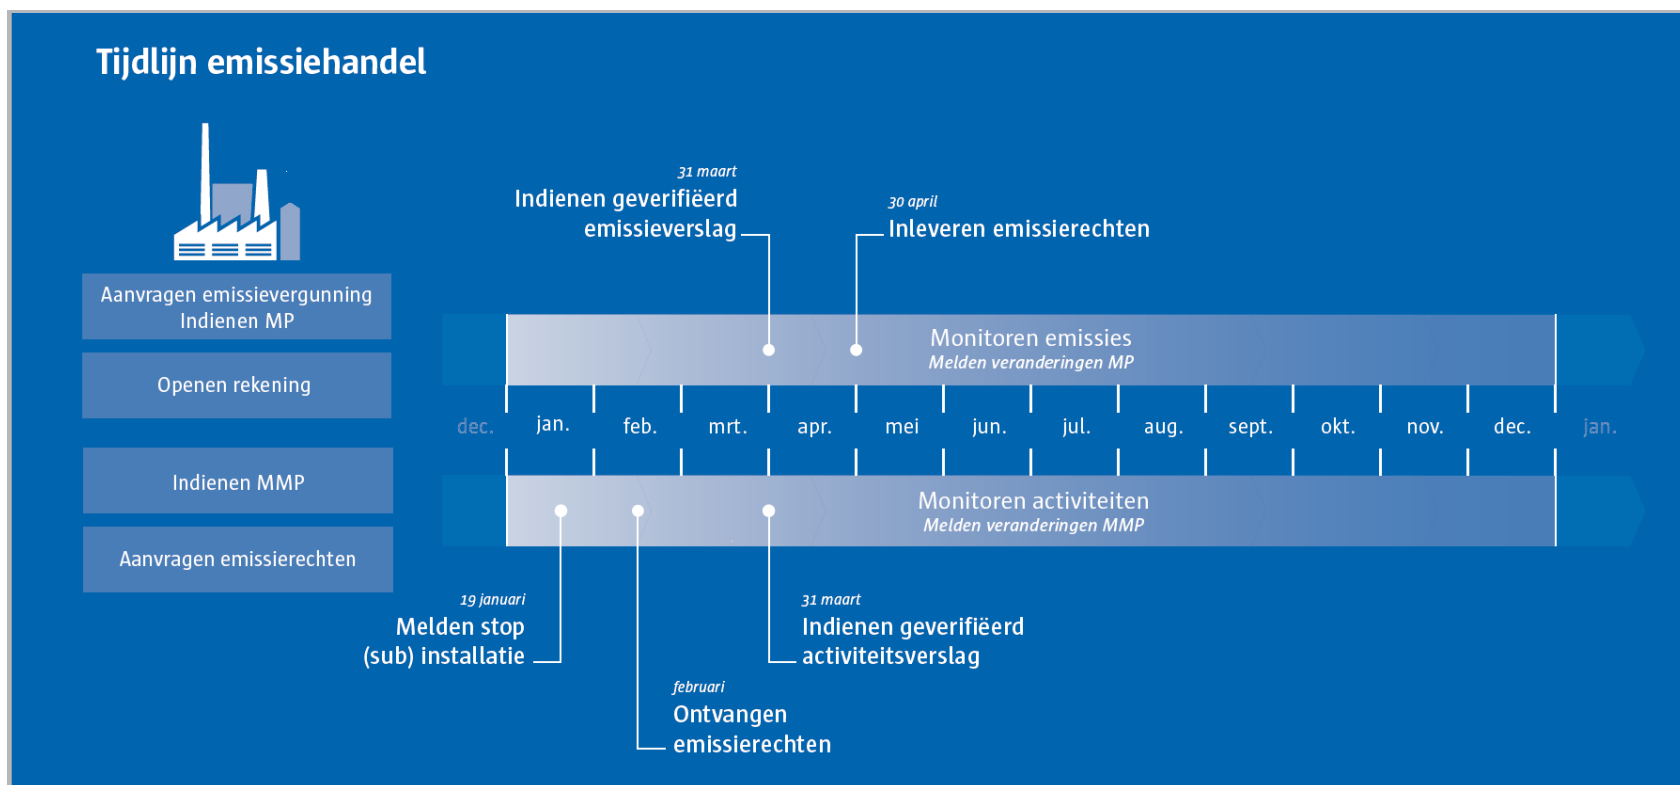 Tijdlijn emissiehandel
Aanvragen emissievergunning
Indienen MP
Openen rekening
Indienen MMP
Aanvragen emissierechten
31 maart
Indienen geverifiëerd
emissieverslag
30 april
Inleveren emissierechten
Monitoren emissies
Melden veranderingen MP
dec. jan. feb. mrt. apr. mei jun. jul. aug. sept. okt. nov. dec. jan.
Monitoren activiteiten
Melden veranderingen MMP
19 januari
Melden stop
(sub) installatie
februari
Ontvangen
emissierechten
31 maart
Indienen geverifiëerd
activiteitsverslag